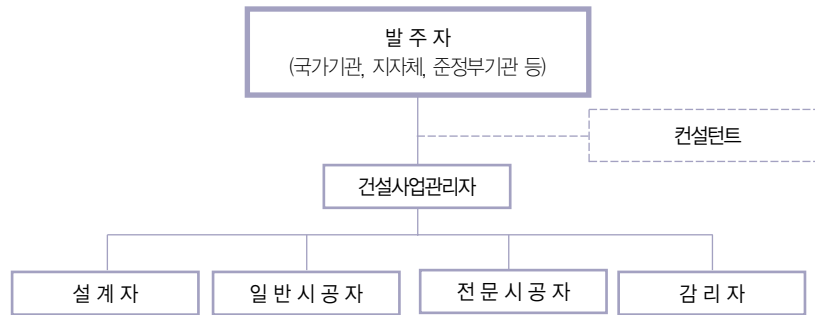 발 주 자
(국가기관, 지자체, 준정부기관 등)
컨설턴트
건설사업관리자
설 계 자
일 반 시 공 자
전 문 시 공 자
감 리 자